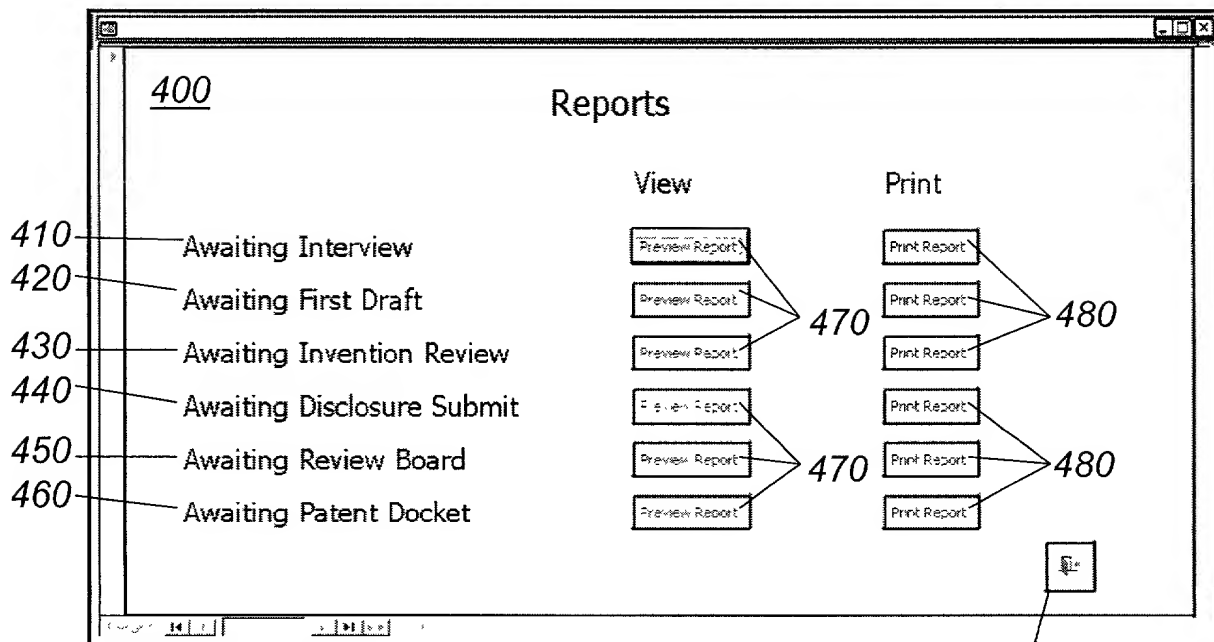 400
Reports
View Print
410 Awaiting Interview Preview Report Print Report
420 Awaiting First Draft Preview Report 470 Print Report 480
430 Awaiting Invention Review Preview Report Print Report
440 Awaiting Disclosure Submit Preview Report Print Report
450 Awaiting Review Board Preview Report 470 Print Report 480
460 Awaiting Patent Docket Preview Report Print Report